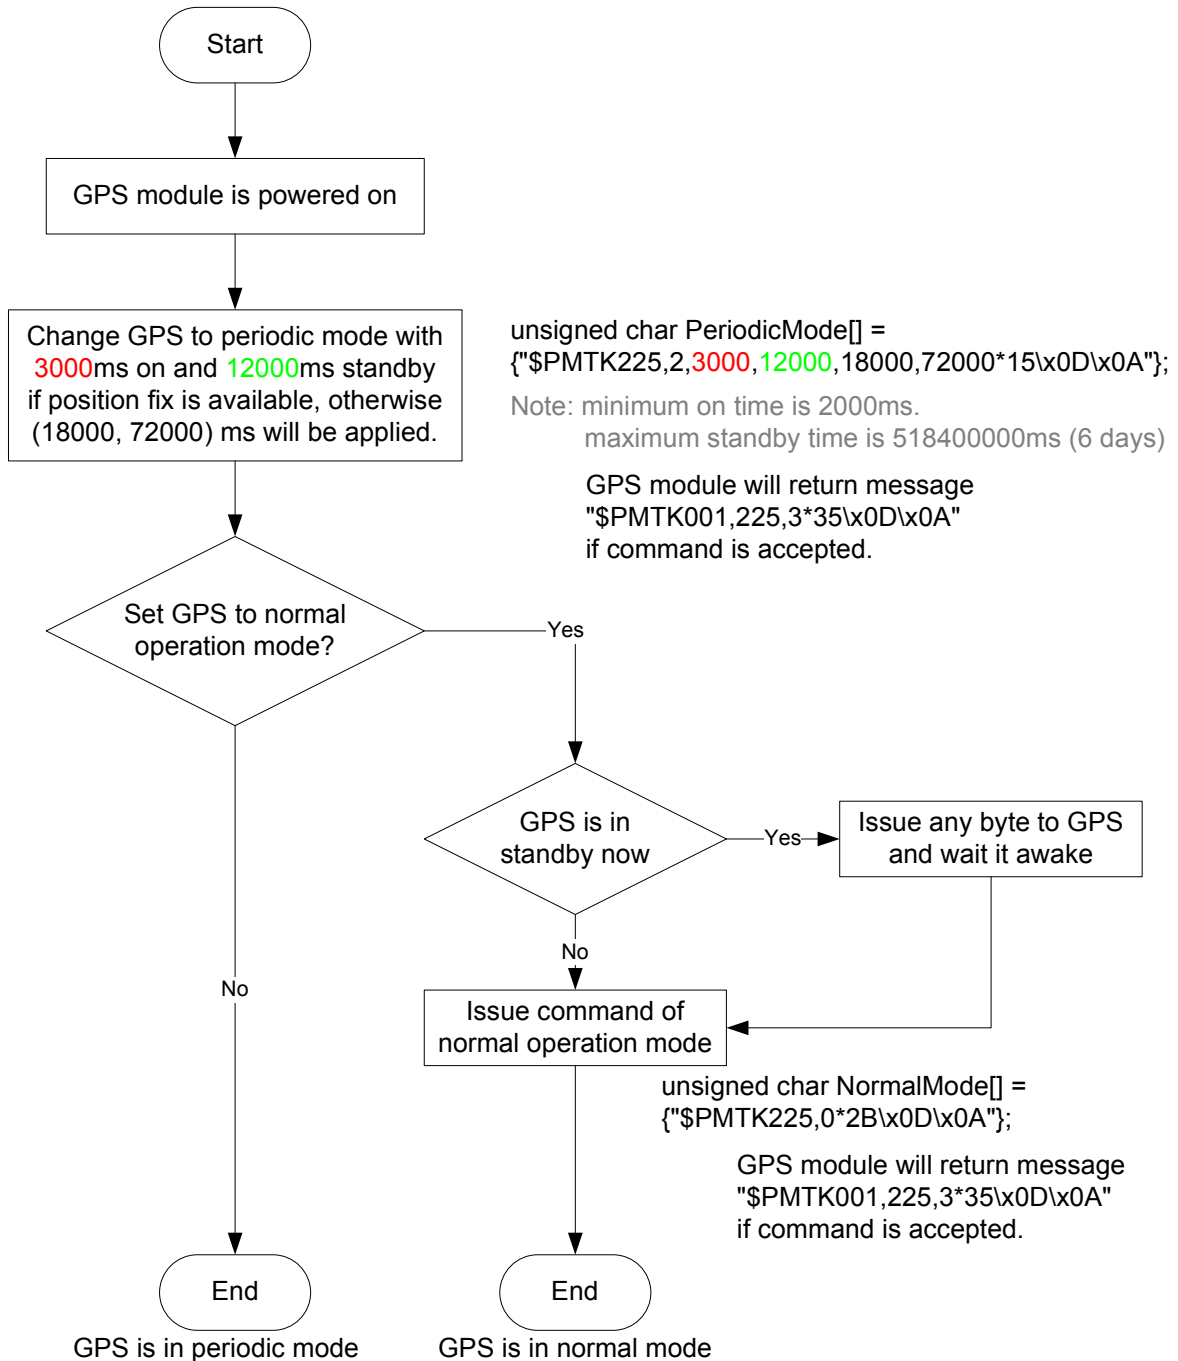 Start
GPS module is powered on
Change GPS to periodic mode with
3000ms on and 12000ms standby
if position fix is available, otherwise
(18000, 72000) ms will be applied.
unsigned char PeriodicMode[] =
{"$PMTK225,2,3000,12000,18000,72000*15\x0D\x0A"};
Note: minimum on time is 2000ms.
maximum standby time is 518400000ms (6 days)
GPS module will return message
"$PMTK001,225,3*35\x0D\x0A"
if command is accepted.
Set GPS to normal
operation mode?
Yes
GPS is in
standby now
Yes
Issue any byte to GPS
and wait it awake
No
No
Issue command of
normal operation mode
unsigned char NormalMode[] =
{"$PMTK225,0*2B\x0D\x0A"};
GPS module will return message
"$PMTK001,225,3*35\x0D\x0A"
if command is accepted.
End
GPS is in periodic mode
End
GPS is in normal mode